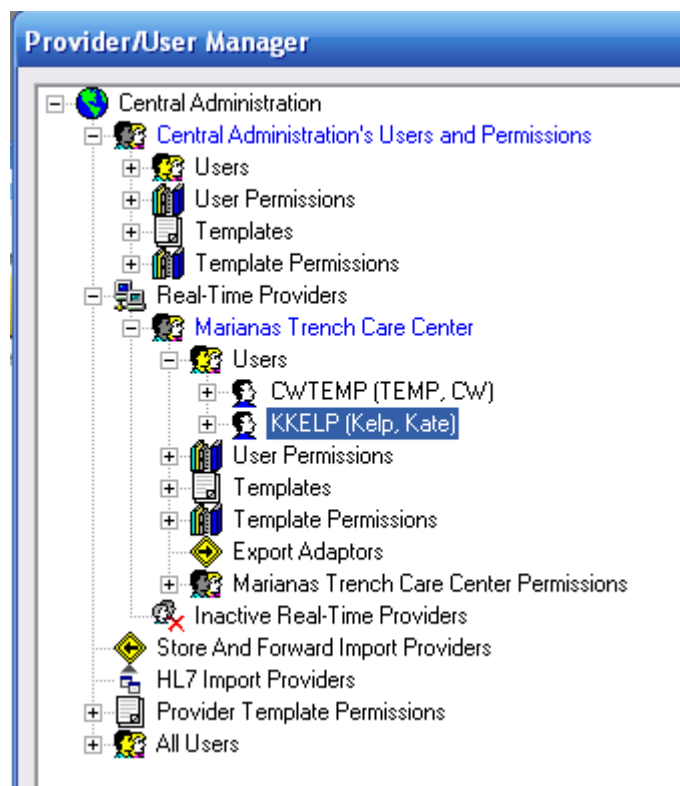 Provider/User Manager
Central Administration
Central Administration's Users and Permissions
Users
User Permissions
Templates
Template Permissions
Real-Time Providers
Marianas Trench Care Center
Users
CWTEMP (TEMP, CW)
KKELP (Kelp, Kate)
User Permissions
Templates
Template Permissions
Export Adaptors
Marianas Trench Care Center Permissions
Inactive Real-Time Providers
Store And Forward Import Providers
HL7 Import Providers
Provider Template Permissions
All Users